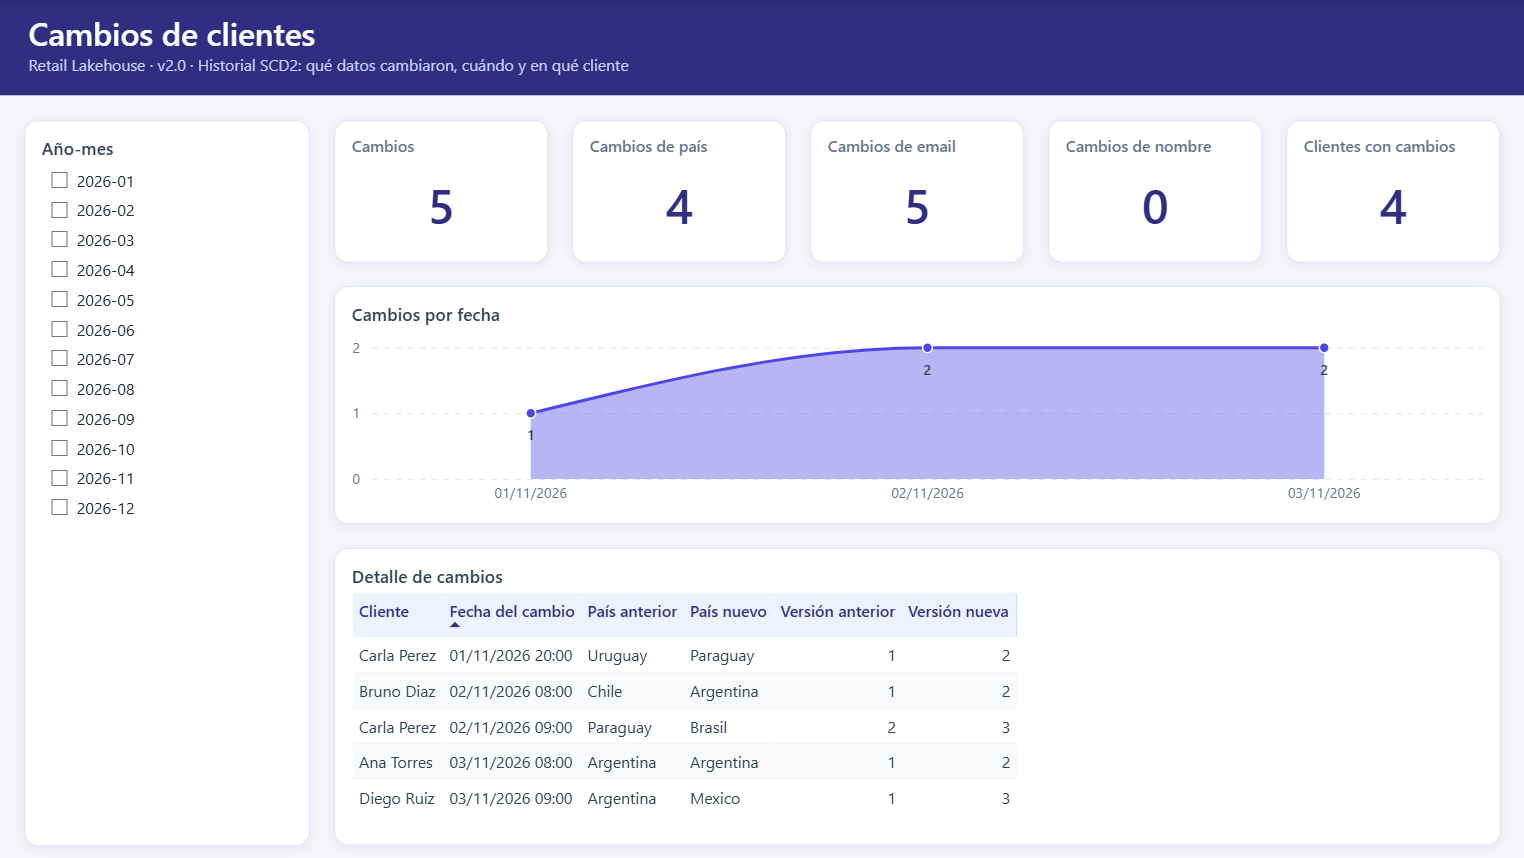 Cambios de clientes
Retail Lakehouse · v2.0 · Historial SCD2: qué datos cambiaron, cuándo y en qué cliente
Año-mes
2026-01
2026-02
2026-03
2026-04
2026-05
2026-06
2026-07
2026-08
2026-09
2026-10
2026-11
2026-12
Cambios
5
Cambios de país
4
Cambios de email
5
Cambios de nombre
0
Clientes con cambios
4
Cambios por fecha
2
1
0
1
2
2
01/11/2026 02/11/2026 03/11/2026
Detalle de cambios
Cliente Fecha del cambio País anterior País nuevo Versión anterior Versión nueva
Carla Perez 01/11/2026 20:00 Uruguay Paraguay 1 2
Bruno Diaz 02/11/2026 08:00 Chile Argentina 1 2
Carla Perez 02/11/2026 09:00 Paraguay Brasil 2 3
Ana Torres 03/11/2026 08:00 Argentina Argentina 1 2
Diego Ruiz 03/11/2026 09:00 Argentina Mexico 1 3